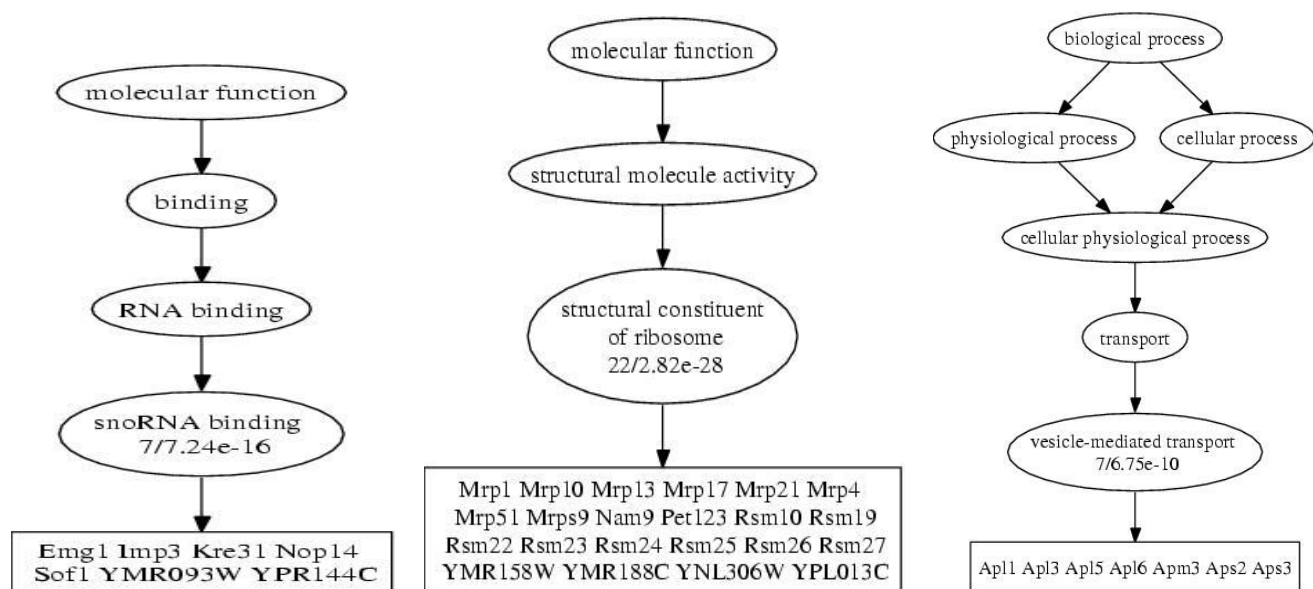 molecular function
binding
RNA binding
snoRNA binding
7/7.24e-16
Emg1 Imp3 Kre31 Nop14
Sof1 YMR093W YPR144C
molecular function
structural molecule activity
structural constituent
of ribosome
22/2.82e-28
Mrp1 Mrp10 Mrp13 Mrp17 Mrp21 Mrp4
Mrp51 Mrps9 Nam9 Pet123 Rsm10 Rsm19
Rsm22 Rsm23 Rsm24 Rsm25 Rsm26 Rsm27
YMR158W YMR188C YNL306W YPL013C
biological process
physiological process
cellular process
cellular physiological process
transport
vesicle-mediated transport
7/6.75e-10
Apl1 Apl3 Apl5 Apl6 Apm3 Aps2 Aps3